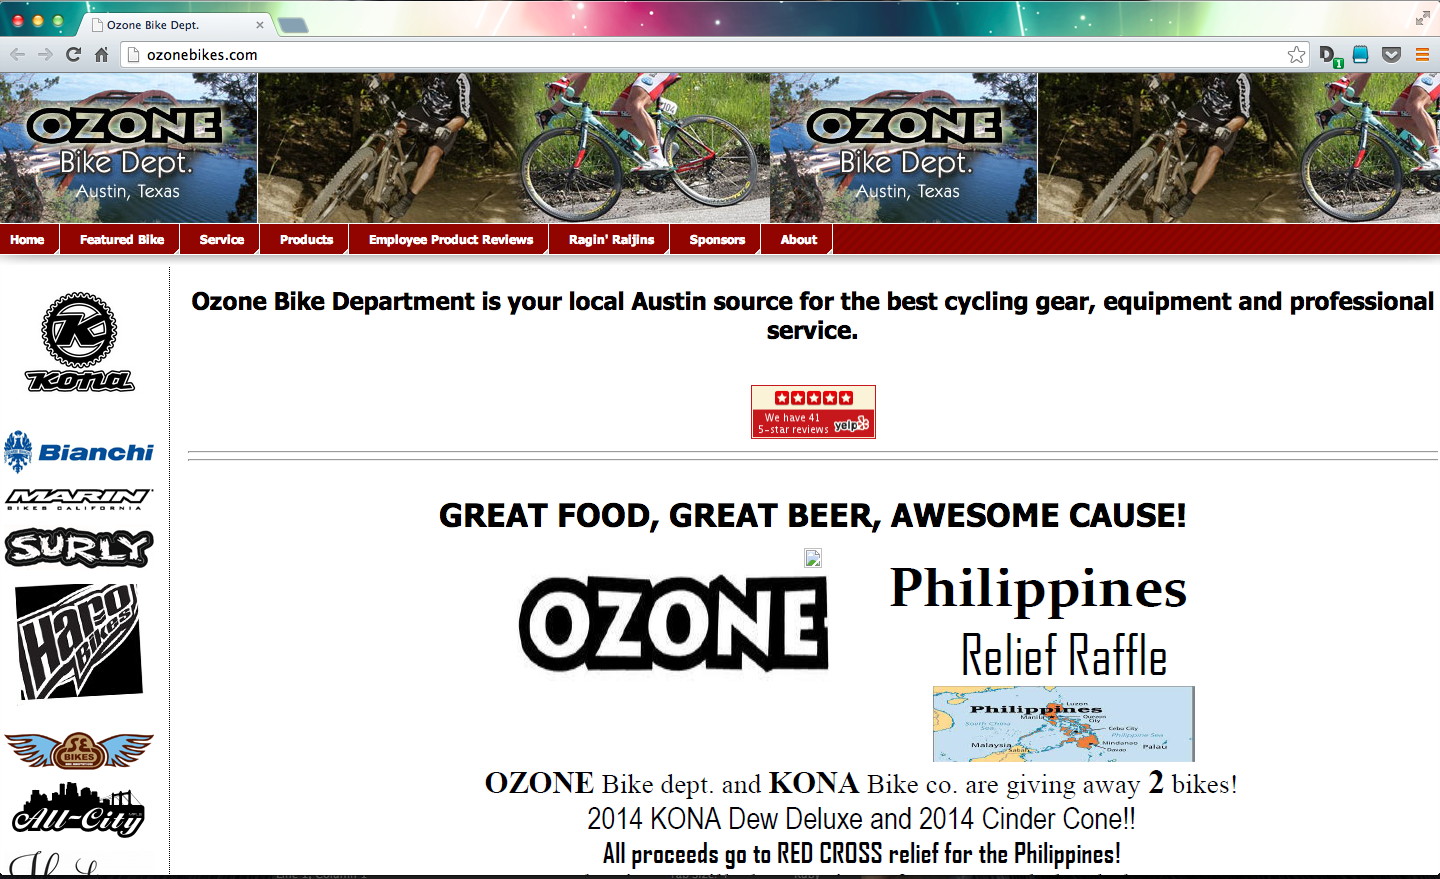 Ozone Bike Dept.
ozonebikes.com
D 1
OZONE
Bike Dept.
Austin, Texas
104
OZONE
Bike Dept.
Austin, Texas
Home Featured Bike Service Products Employee Product Reviews Ragin' Raijins Sponsors About
K
Kona
Bianchi
MARIN
BIKES CALIFORNIA
SURLY
Haro
Bikes
SE
BIKES
All-City
Ozone Bike Department is your local Austin source for the best cycling gear, equipment and professional
service.
We have 41
5-star reviews yelp
GREAT FOOD, GREAT BEER, AWESOME CAUSE!
OZONE
Philippines
Relief Raffle
Luzon
Philippines
Manila Quezon
City
South China
Sea
Cebu City
Philippine Sea
Malaysia Sabah Mindanao Palau
Davao
OZONE Bike dept. and KONA Bike co. are giving away 2 bikes!
2014 KONA Dew Deluxe and 2014 Cinder Cone!!
All proceeds go to RED CROSS relief for the Philippines!